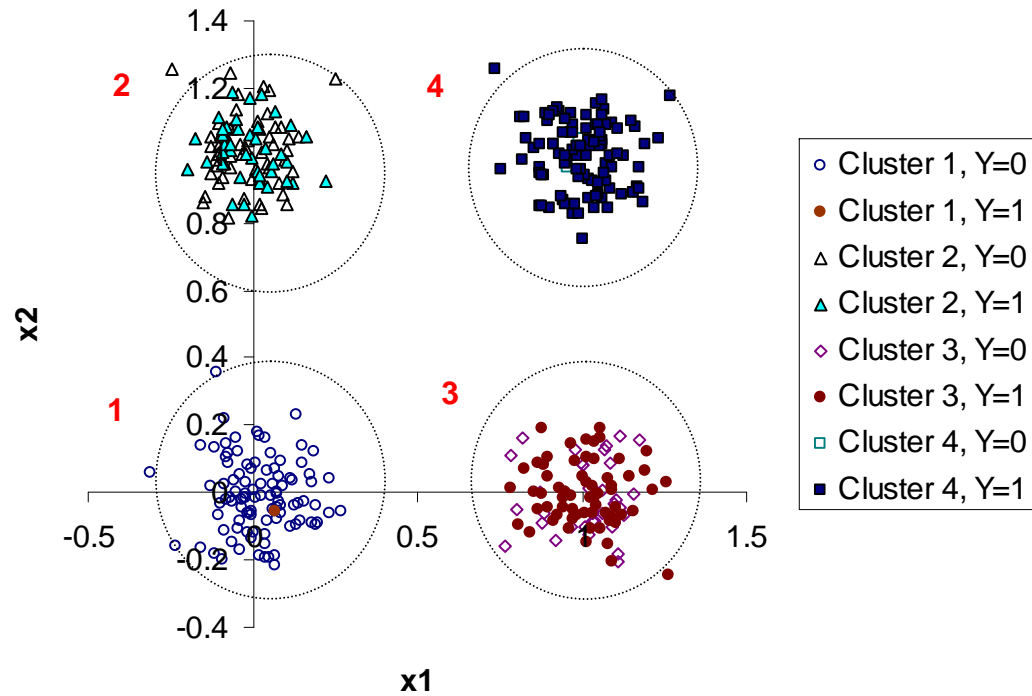 1.4
1.2
1
0.8
0.6
0.4
0.2
0
-0.2
-0.4
-0.5
0
0.5
1
1.5
x2
x1
2
4
1
3
Cluster 1, Y=0
Cluster 1, Y=1
Cluster 2, Y=0
Cluster 2, Y=1
Cluster 3, Y=0
Cluster 3, Y=1
Cluster 4, Y=0
Cluster 4, Y=1